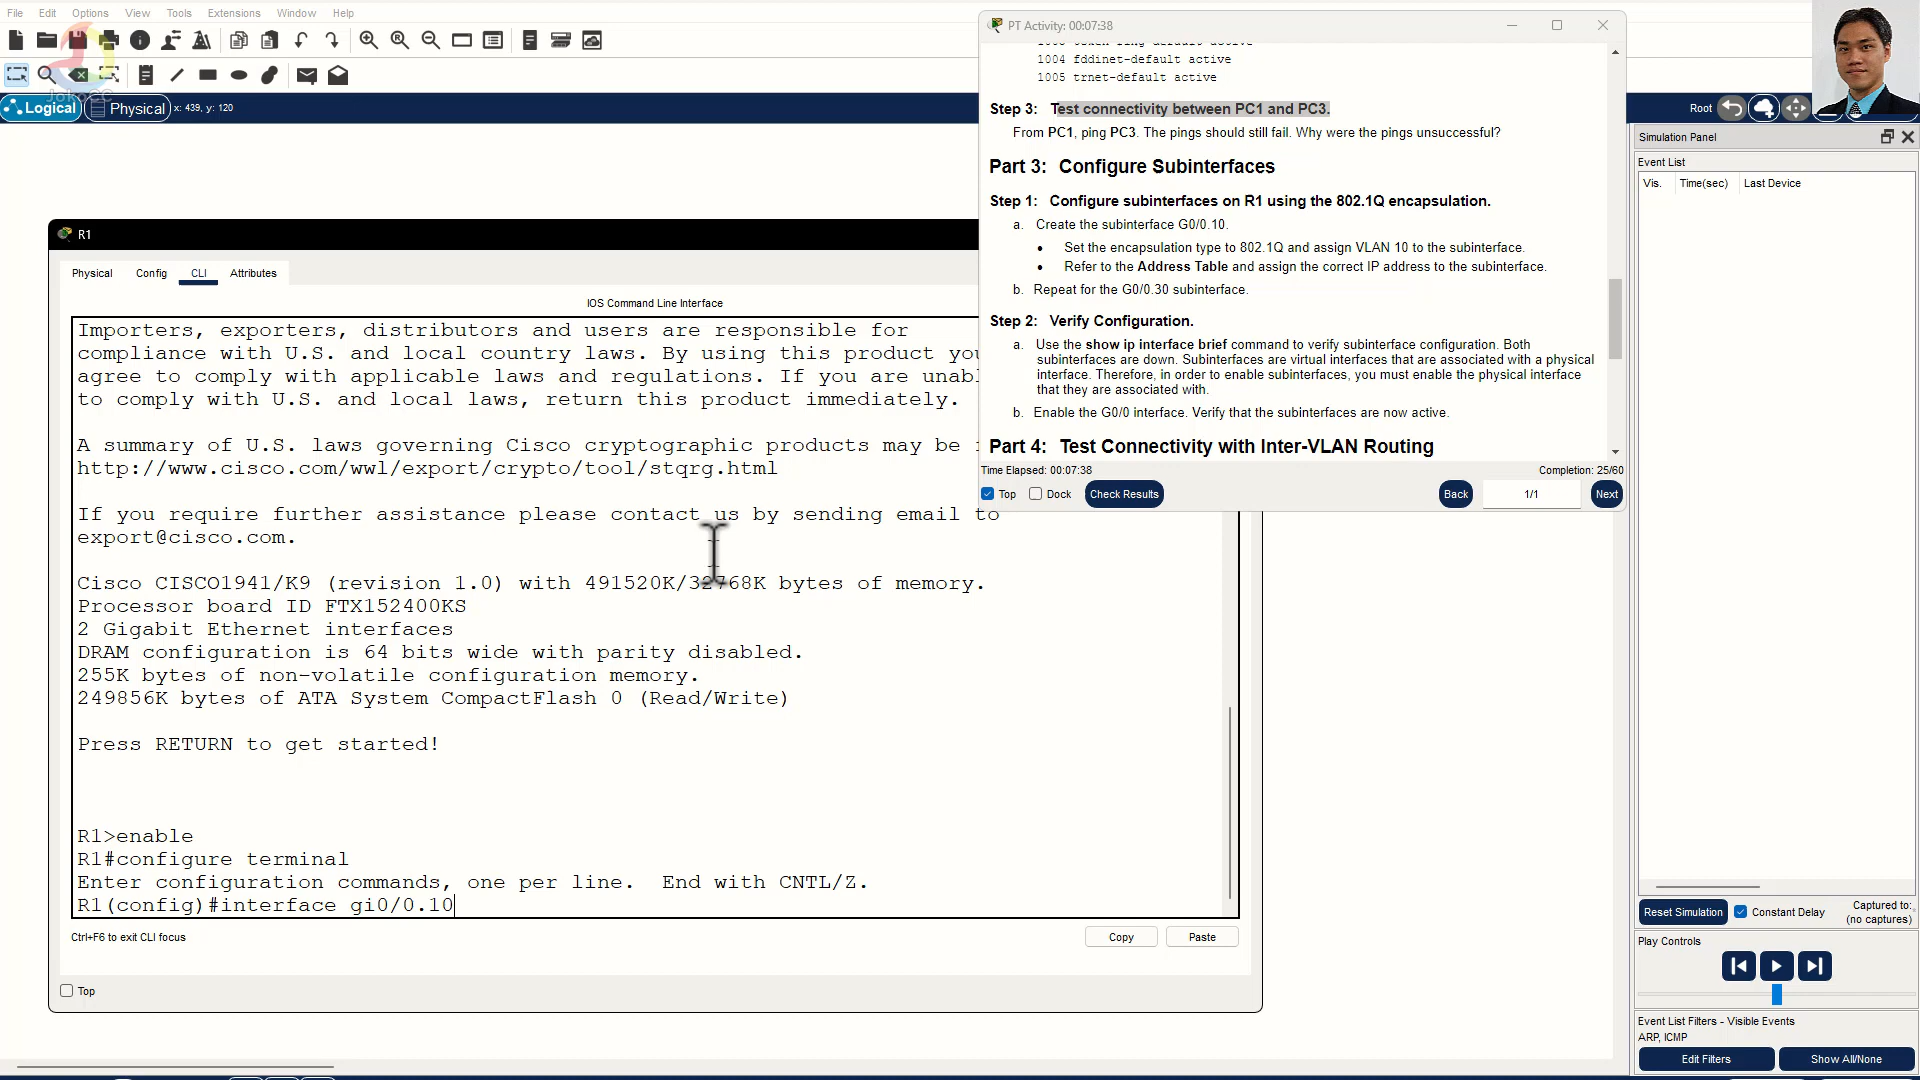 File Edit Options View Tools Extensions Window Help
JokoCC
Logical
Physical
x: 439, y: 120
Root
PT Activity: 00:07:38
1004 fddinet-default active
1005 trnet-default active
Step 3: Test connectivity between PC1 and PC3.
From PC1, ping PC3. The pings should still fail. Why were the pings unsuccessful?
Part 3: Configure Subinterfaces
Step 1: Configure subinterfaces on R1 using the 802.1Q encapsulation.
a. Create the subinterface G0/0.10.
• Set the encapsulation type to 802.1Q and assign VLAN 10 to the subinterface.
• Refer to the Address Table and assign the correct IP address to the subinterface.
b. Repeat for the G0/0.30 subinterface.
Step 2: Verify Configuration.
a. Use the show ip interface brief command to verify subinterface configuration. Both
subinterfaces are down. Subinterfaces are virtual interfaces that are associated with a physical
interface. Therefore, in order to enable subinterfaces, you must enable the physical interface
that they are associated with.
b. Enable the G0/0 interface. Verify that the subinterfaces are now active.
Part 4: Test Connectivity with Inter-VLAN Routing
Time Elapsed: 00:07:38
Completion: 25/60
Top
Dock
Check Results
Back
1/1
Next
R1
Physical Config CLI Attributes
IOS Command Line Interface
Importers, exporters, distributors and users are responsible for
compliance with U.S. and local country laws. By using this product you
agree to comply with applicable laws and regulations. If you are
to comply with U.S. and local laws, return this product immediately.
A summary of U.S. laws governing Cisco cryptographic products may be
http://www.cisco.com/wwl/export/crypto/tool/stqrg.html
If you require further assistance please contact us by sending email to
export@cisco.com.
Cisco CISCO1941/K9 (revision 1.0) with 491520K/32768K bytes of memory.
Processor board ID FTX152400KS
2 Gigabit Ethernet interfaces
DRAM configuration is 64 bits wide with parity disabled.
255K bytes of non-volatile configuration memory.
249856K bytes of ATA System CompactFlash 0 (Read/Write)
Press RETURN to get started!
R1>enable
R1#configure terminal
Enter configuration commands, one per line. End with CNTL/Z.
R1(config)#interface gi0/0.10
Ctrl+F6 to exit CLI focus
Copy
Paste
Top
Simulation Panel
Event List
Vis. Time(sec) Last Device
Reset Simulation
Constant Delay
Captured to:
(no captures)
Play Controls
Event List Filters - Visible Events
ARP, ICMP
Edit Filters
Show All/None